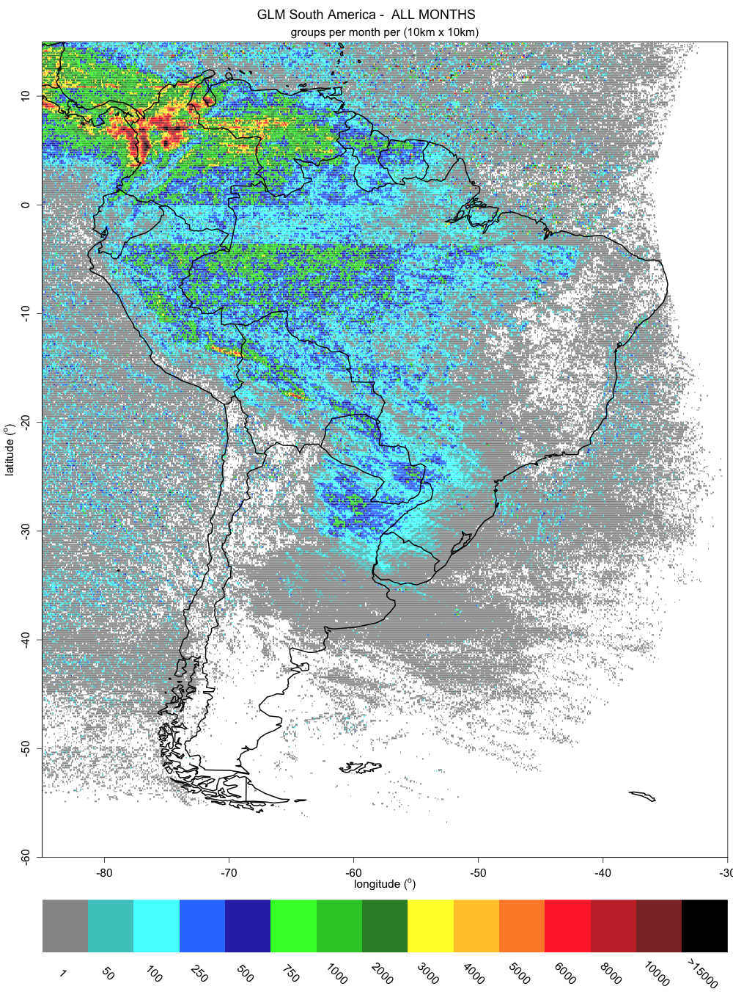 GLM South America -  ALL MONTHS
groups per month per (10km x 10km)
10
0
-10
-20
-30
-40
-50
-60
latitude (°)
-80 -70 -60 -50 -40 -30
longitude (°)
1 50 100 250 500 750 1000 2000 3000 4000 5000 6000 8000 10000 >15000